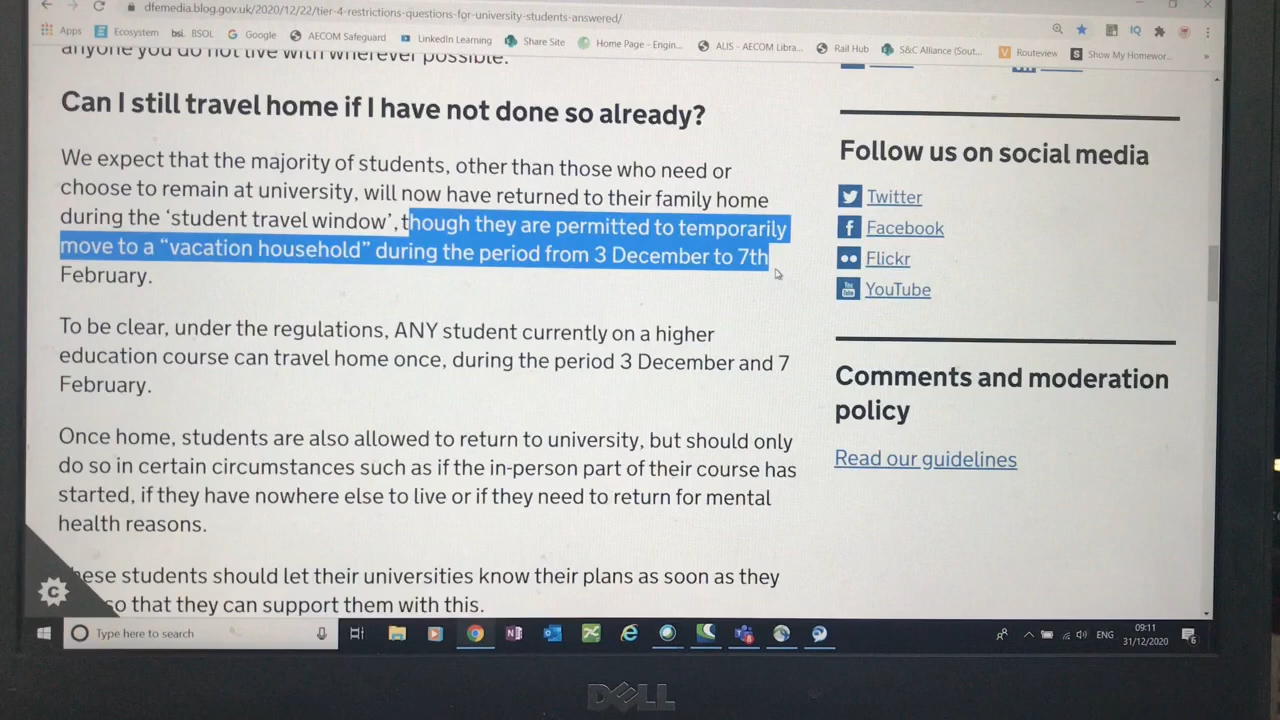 dfemedia.blog.gov.uk/2020/12/22/tier-4-restrictions-questions-for-university-students-answered/
Apps Ecosystem bsi. BSOL Google AECOM Safeguard LinkedIn Learning Share Site Home Page - Engin... ALIS - AECOM Libra... Rail Hub S&C Alliance (Sout... Routeview Show My Homewor... »
anyone you do not live with wherever possible.
Can I still travel home if I have not done so already?
We expect that the majority of students, other than those who need or
choose to remain at university, will now have returned to their family home
during the ‘student travel window’, though they are permitted to temporarily
move to a “vacation household” during the period from 3 December to 7th
February.
To be clear, under the regulations, ANY student currently on a higher
education course can travel home once, during the period 3 December and 7
February.
Once home, students are also allowed to return to university, but should only
do so in certain circumstances such as if the in-person part of their course has
started, if they have nowhere else to live or if they need to return for mental
health reasons.
hese students should let their universities know their plans as soon as they
so that they can support them with this.
Follow us on social media
Twitter
Facebook
Flickr
YouTube
Comments and moderation
policy
Read our guidelines
C
Type here to search
ENG
09:11
31/12/2020
6
DELL